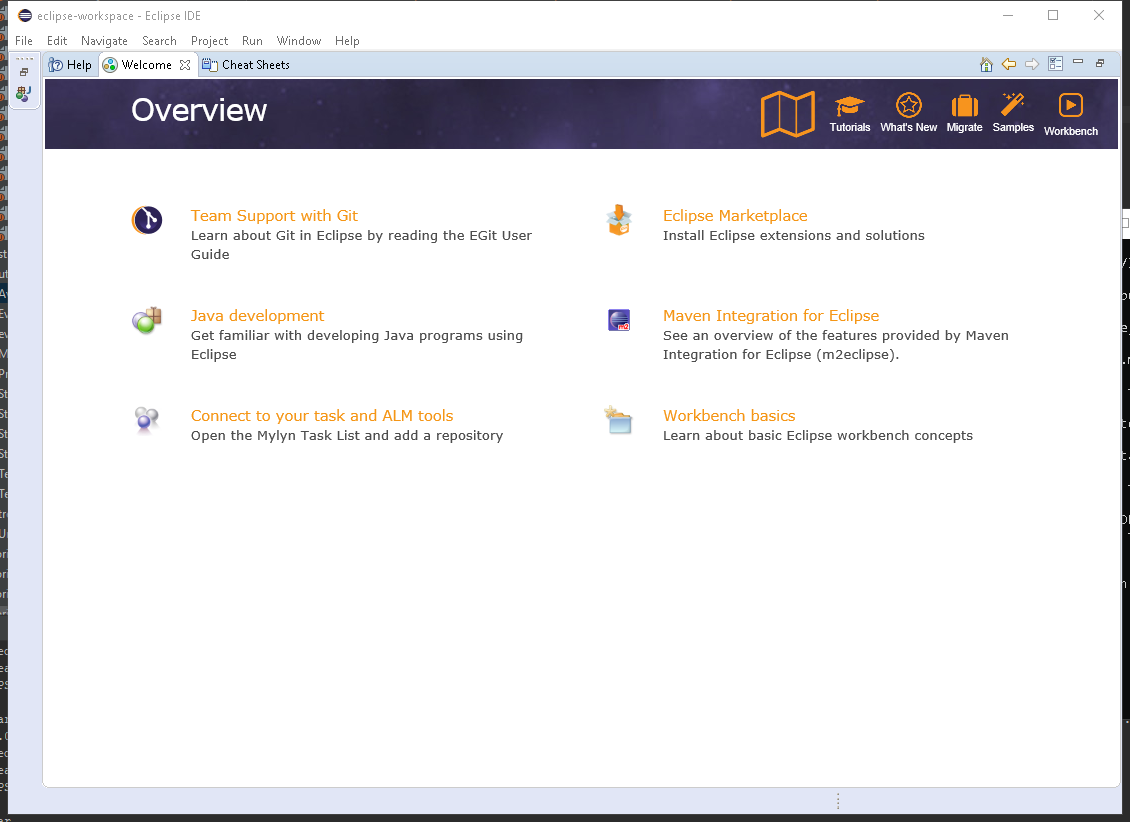 eclipse-workspace - Eclipse IDE
File Edit Navigate Search Project Run Window Help
Help Welcome Cheat Sheets
Overview
Tutorials What's New Migrate Samples Workbench
Team Support with Git
Learn about Git in Eclipse by reading the EGit User
Guide
Eclipse Marketplace
Install Eclipse extensions and solutions
Java development
Get familiar with developing Java programs using
Eclipse
Maven Integration for Eclipse
See an overview of the features provided by Maven
Integration for Eclipse (m2eclipse).
Connect to your task and ALM tools
Open the Mylyn Task List and add a repository
Workbench basics
Learn about basic Eclipse workbench concepts